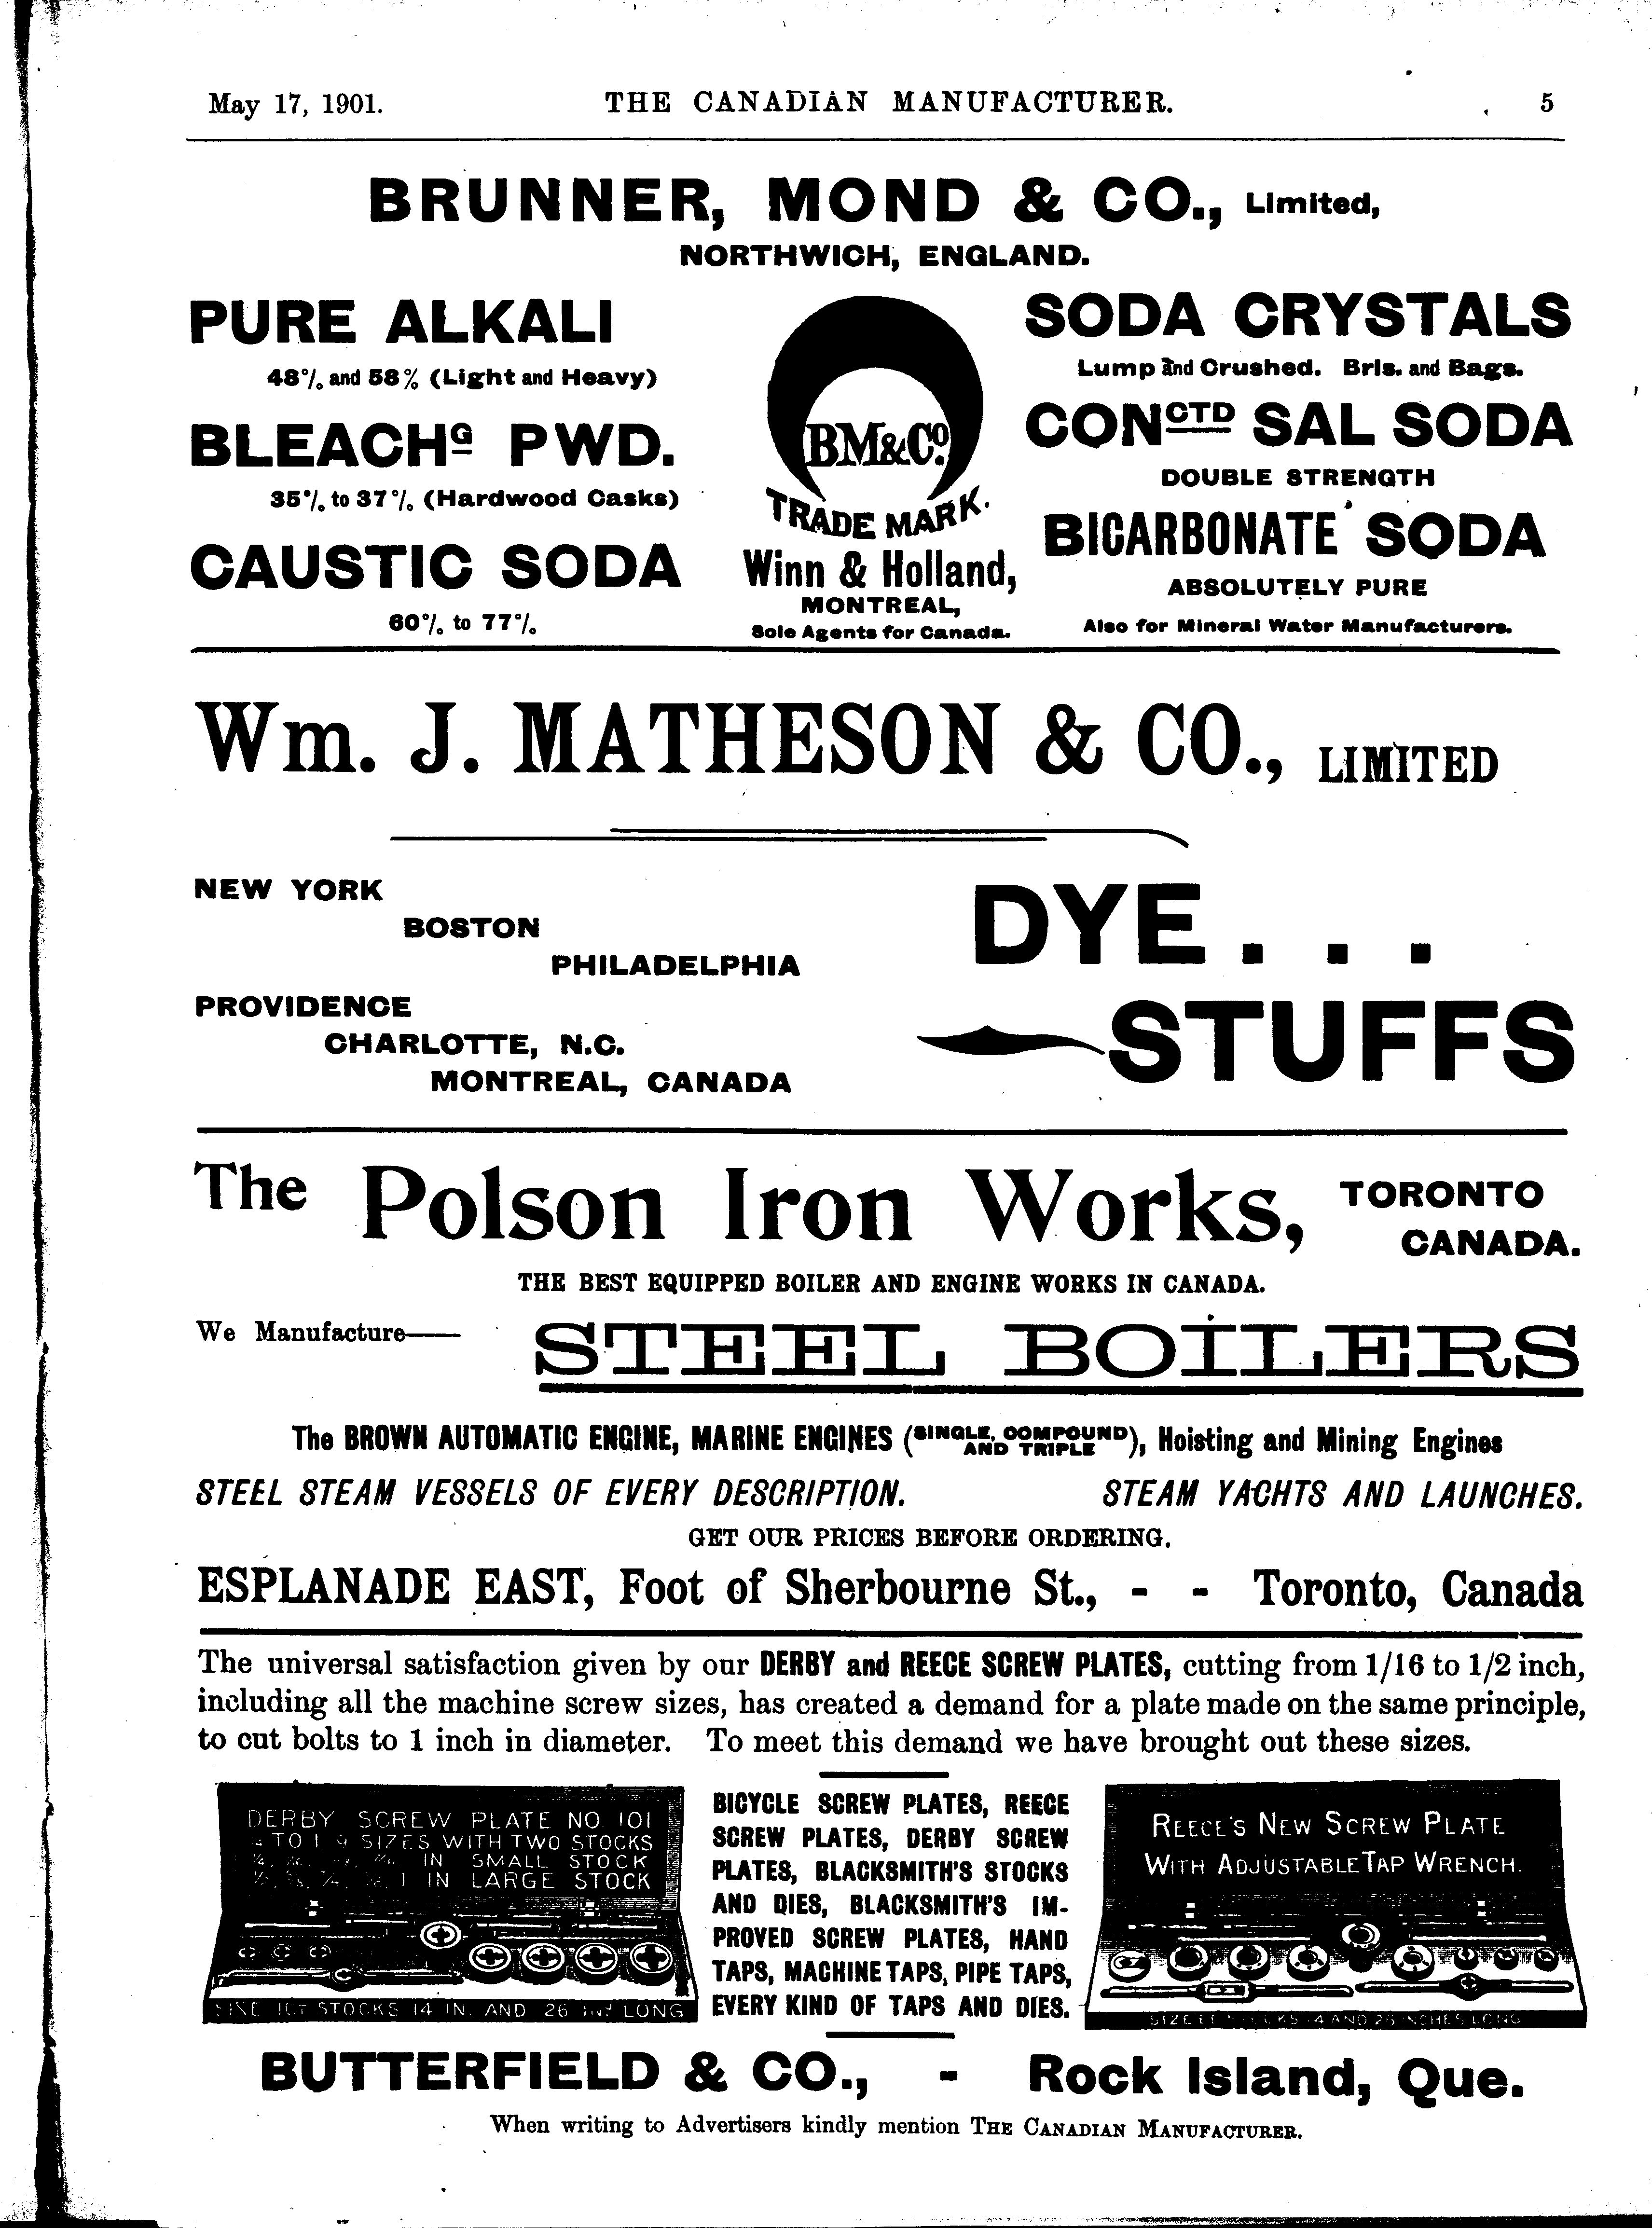 May 17, 1901. THE CANADIAN MANUFACTURER. 5
BRUNNER, MOND & CO., Limited,
NORTHWICH, ENGLAND.
PURE ALKALI
48% and 58% (Light and Heavy)
BLEACHG PWD.
35% to 37% (Hardwood Casks)
CAUSTIC SODA
60% to 77%
BM&Co.
TRADE MARK.
Winn & Holland,
MONTREAL,
Sole Agents for Canada.
SODA CRYSTALS
Lump and Crushed. Brls. and Bags.
CONCTD SAL SODA
DOUBLE STRENGTH
BICARBONATE SODA
ABSOLUTELY PURE
Also for Mineral Water Manufacturers.
Wm. J. MATHESON & CO., LIMITED
NEW YORK
BOSTON
PHILADELPHIA
PROVIDENCE
CHARLOTTE, N.C.
MONTREAL, CANADA
DYE . . .
STUFFS
The Polson Iron Works, TORONTO
CANADA.
THE BEST EQUIPPED BOILER AND ENGINE WORKS IN CANADA.
We Manufacture— STEEL BOILERS
The BROWN AUTOMATIC ENGINE, MARINE ENGINES (SINGLE, COMPOUND AND TRIPLE), Hoisting and Mining Engines
STEEL STEAM VESSELS OF EVERY DESCRIPTION. STEAM YACHTS AND LAUNCHES.
GET OUR PRICES BEFORE ORDERING.
ESPLANADE EAST, Foot of Sherbourne St., - - Toronto, Canada
The universal satisfaction given by our DERBY and REECE SCREW PLATES, cutting from 1/16 to 1/2 inch,
including all the machine screw sizes, has created a demand for a plate made on the same principle,
to cut bolts to 1 inch in diameter. To meet this demand we have brought out these sizes.
DERBY SCREW PLATE NO. 101
TO 1 9 SIZES WITH TWO STOCKS
IN SMALL STOCK
1 IN LARGE STOCK
STOCKS 14 IN. AND 26 LONG
BICYCLE SCREW PLATES, REECE
SCREW PLATES, DERBY SCREW
PLATES, BLACKSMITH'S STOCKS
AND DIES, BLACKSMITH'S IM-
PROVED SCREW PLATES, HAND
TAPS, MACHINE TAPS, PIPE TAPS,
EVERY KIND OF TAPS AND DIES.
REECE'S NEW SCREW PLATE
WITH ADJUSTABLE TAP WRENCH.
AND LONG
BUTTERFIELD & CO., - Rock Island, Que.
When writing to Advertisers kindly mention THE CANADIAN MANUFACTURER.